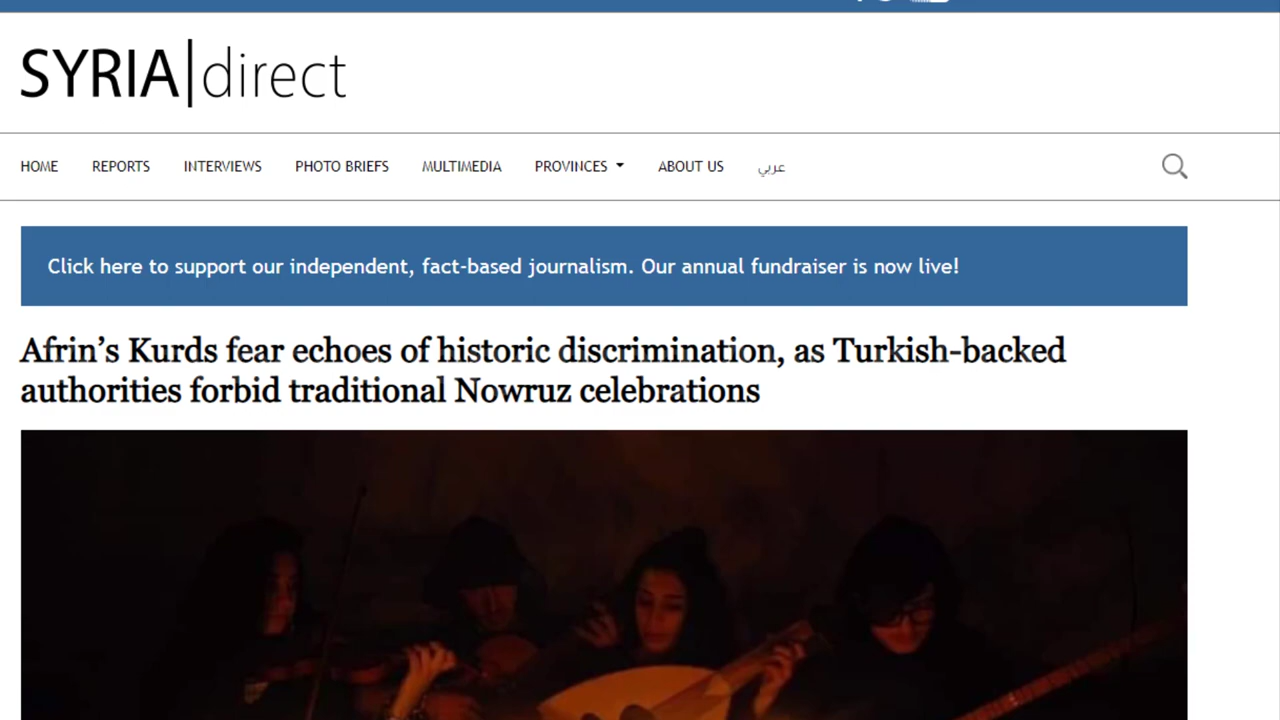 SYRIA|direct
HOME REPORTS INTERVIEWS PHOTO BRIEFS MULTIMEDIA PROVINCES ABOUT US عربي
Click here to support our independent, fact-based journalism. Our annual fundraiser is now live!
Afrin’s Kurds fear echoes of historic discrimination, as Turkish-backed
authorities forbid traditional Nowruz celebrations